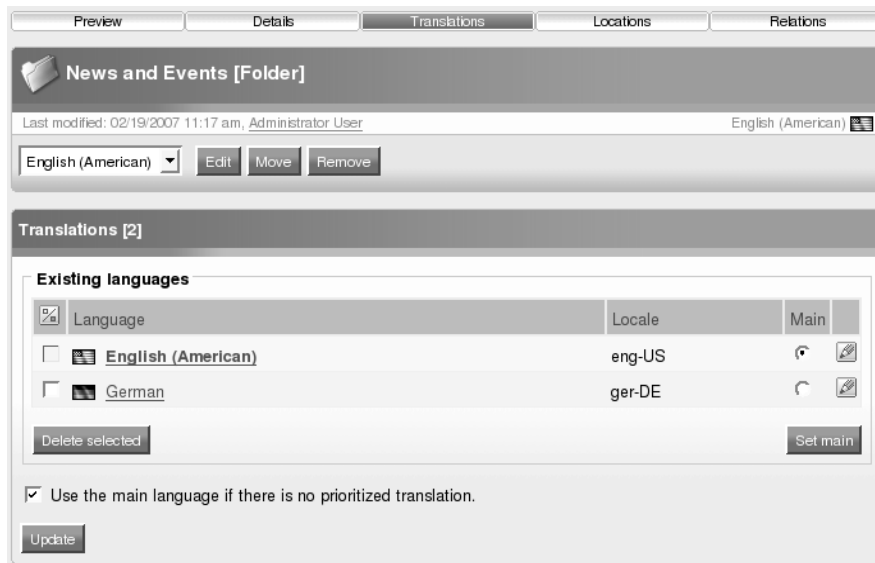 Preview Details Translations Locations Relations
News and Events [Folder]
Last modified: 02/19/2007 11:17 am, Administrator User English (American)
English (American) Edit Move Remove
Translations [2]
Existing languages
Language Locale Main
English (American) eng-US
German ger-DE
Delete selected Set main
Use the main language if there is no prioritized translation.
Update